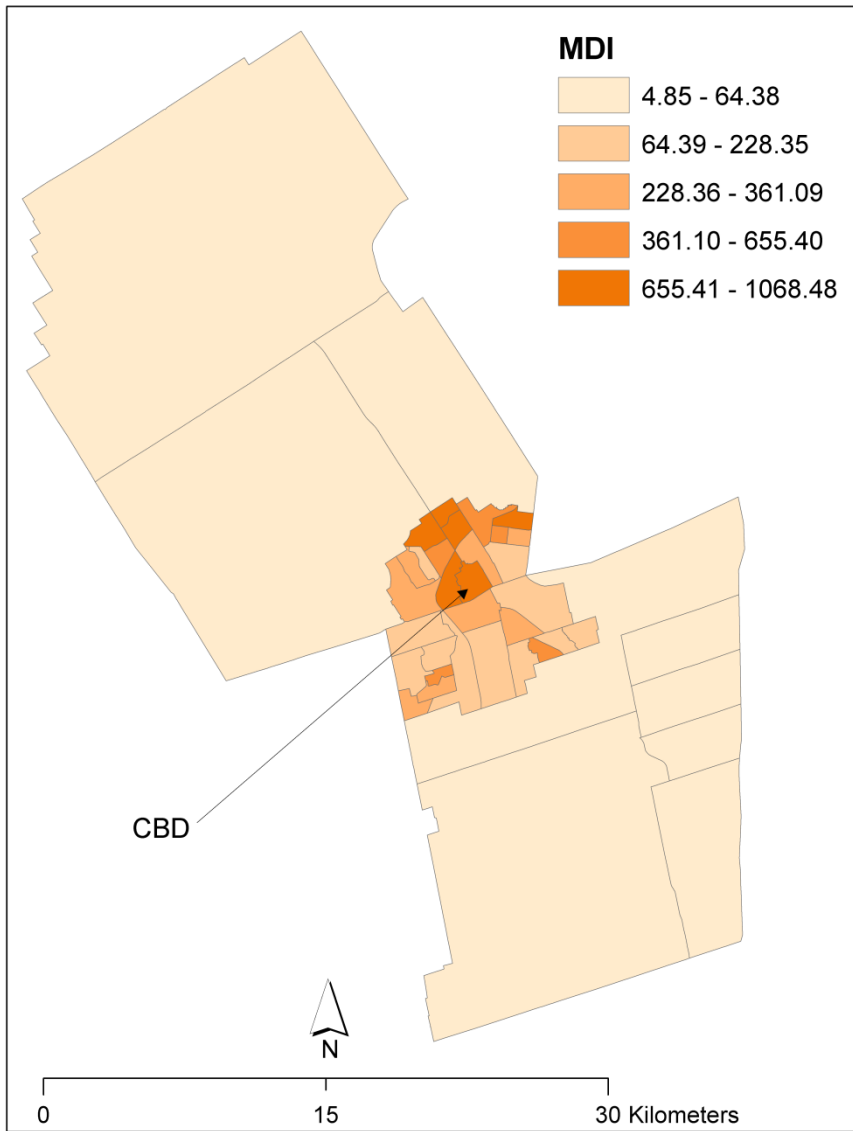 MDI
4.85 - 64.38
64.39 - 228.35
228.36 - 361.09
361.10 - 655.40
655.41 - 1068.48
CBD
N
0 15 30 Kilometers